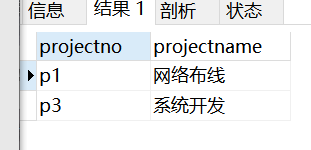 信息 结果 1 剖析 状态
projectno projectname
p1 网络布线
p3 系统开发